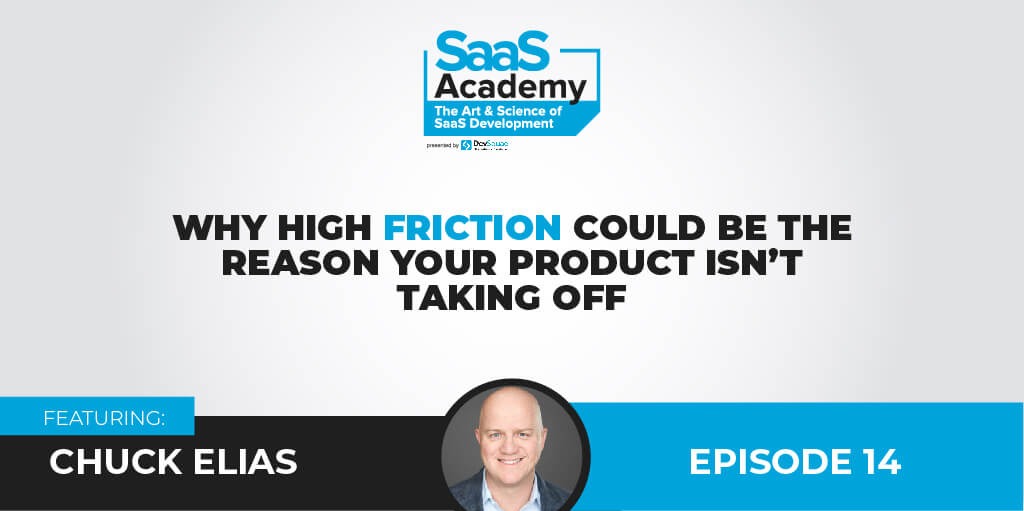 SaaS
Academy
The Art & Science of
SaaS Development
presented by DevSquad
WHY HIGH FRICTION COULD BE THE
REASON YOUR PRODUCT ISN’T
TAKING OFF
FEATURING:
CHUCK ELIAS
EPISODE 14